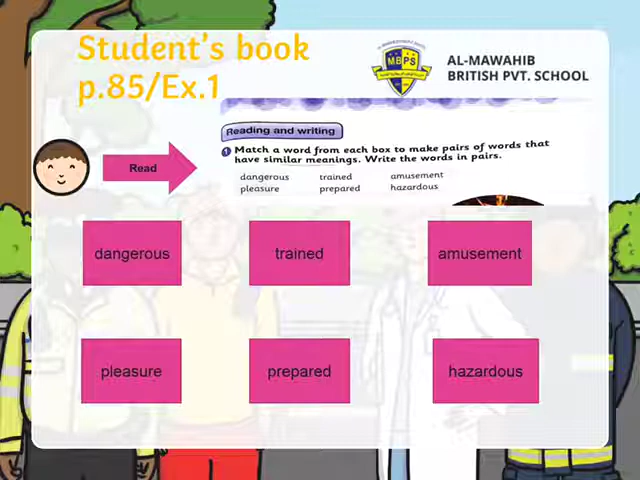 Student's book
p.85/Ex.1
MBPS
AL-MAWAHIB
BRITISH PVT. SCHOOL
Reading and writing
1 Match a word from each box to make pairs of words that
have similar meanings. Write the words in pairs.
dangerous trained amusement
pleasure prepared hazardous
Read
dangerous trained amusement
pleasure prepared hazardous